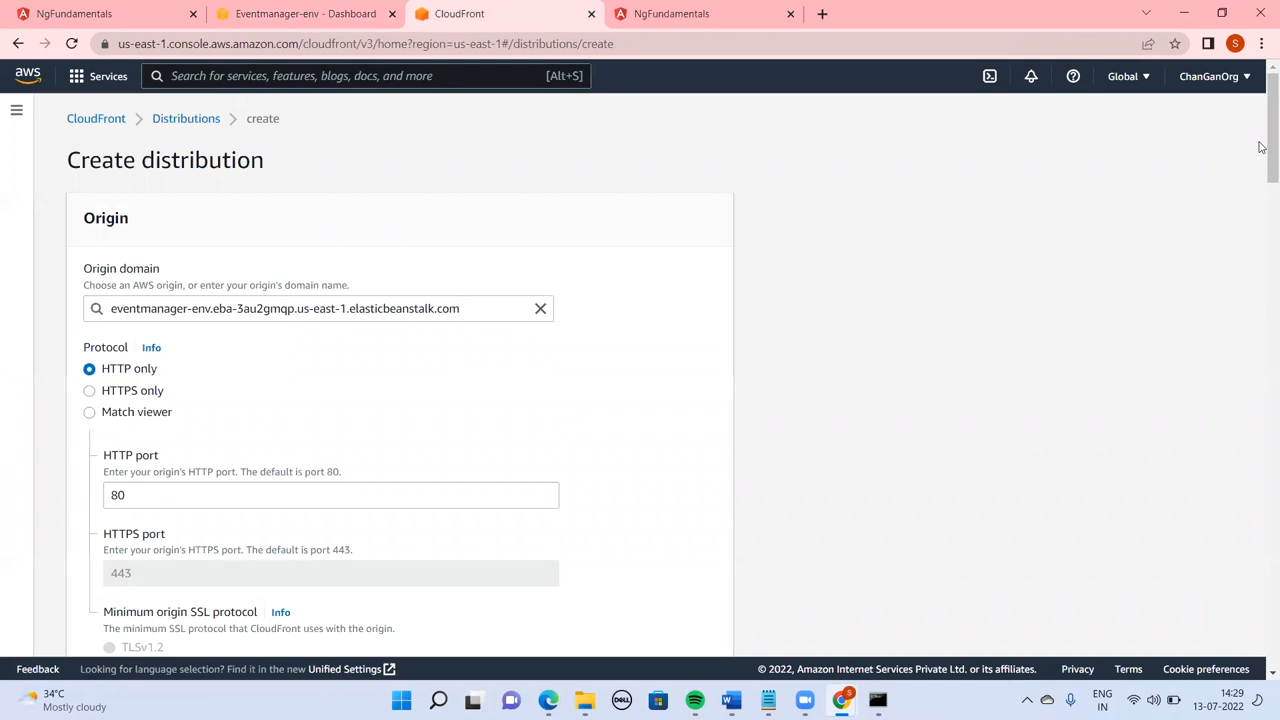 NgFundamentals
Eventmanager-env - Dashboard
CloudFront
NgFundamentals
us-east-1.console.aws.amazon.com/cloudfront/v3/home?region=us-east-1#/distributions/create
S
aws
Services
Search for services, features, blogs, docs, and more
[Alt+S]
Global
ChanGanOrg
CloudFront
Distributions
create
Create distribution
Origin
Origin domain
Choose an AWS origin, or enter your origin's domain name.
eventmanager-env.eba-3au2gmqp.us-east-1.elasticbeanstalk.com
Protocol
Info
HTTP only
HTTPS only
Match viewer
HTTP port
Enter your origin's HTTP port. The default is port 80.
80
HTTPS port
Enter your origin's HTTPS port. The default is port 443.
443
Minimum origin SSL protocol
Info
The minimum SSL protocol that CloudFront uses with the origin.
TLSv1.2
Feedback
Looking for language selection? Find it in the new Unified Settings
© 2022, Amazon Internet Services Private Ltd. or its affiliates.
Privacy
Terms
Cookie preferences
34°C
Mostly cloudy
DELL
W
S
ENG
IN
14:29
13-07-2022